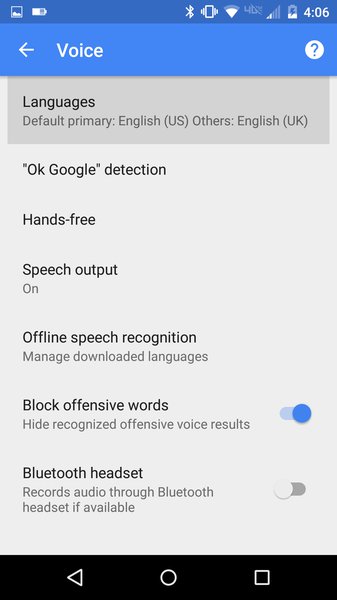 4:06
Voice
Languages
Default primary: English (US) Others: English (UK)
"Ok Google" detection
Hands-free
Speech output
On
Offline speech recognition
Manage downloaded languages
Block offensive words
Hide recognized offensive voice results
Bluetooth headset
Records audio through Bluetooth
headset if available